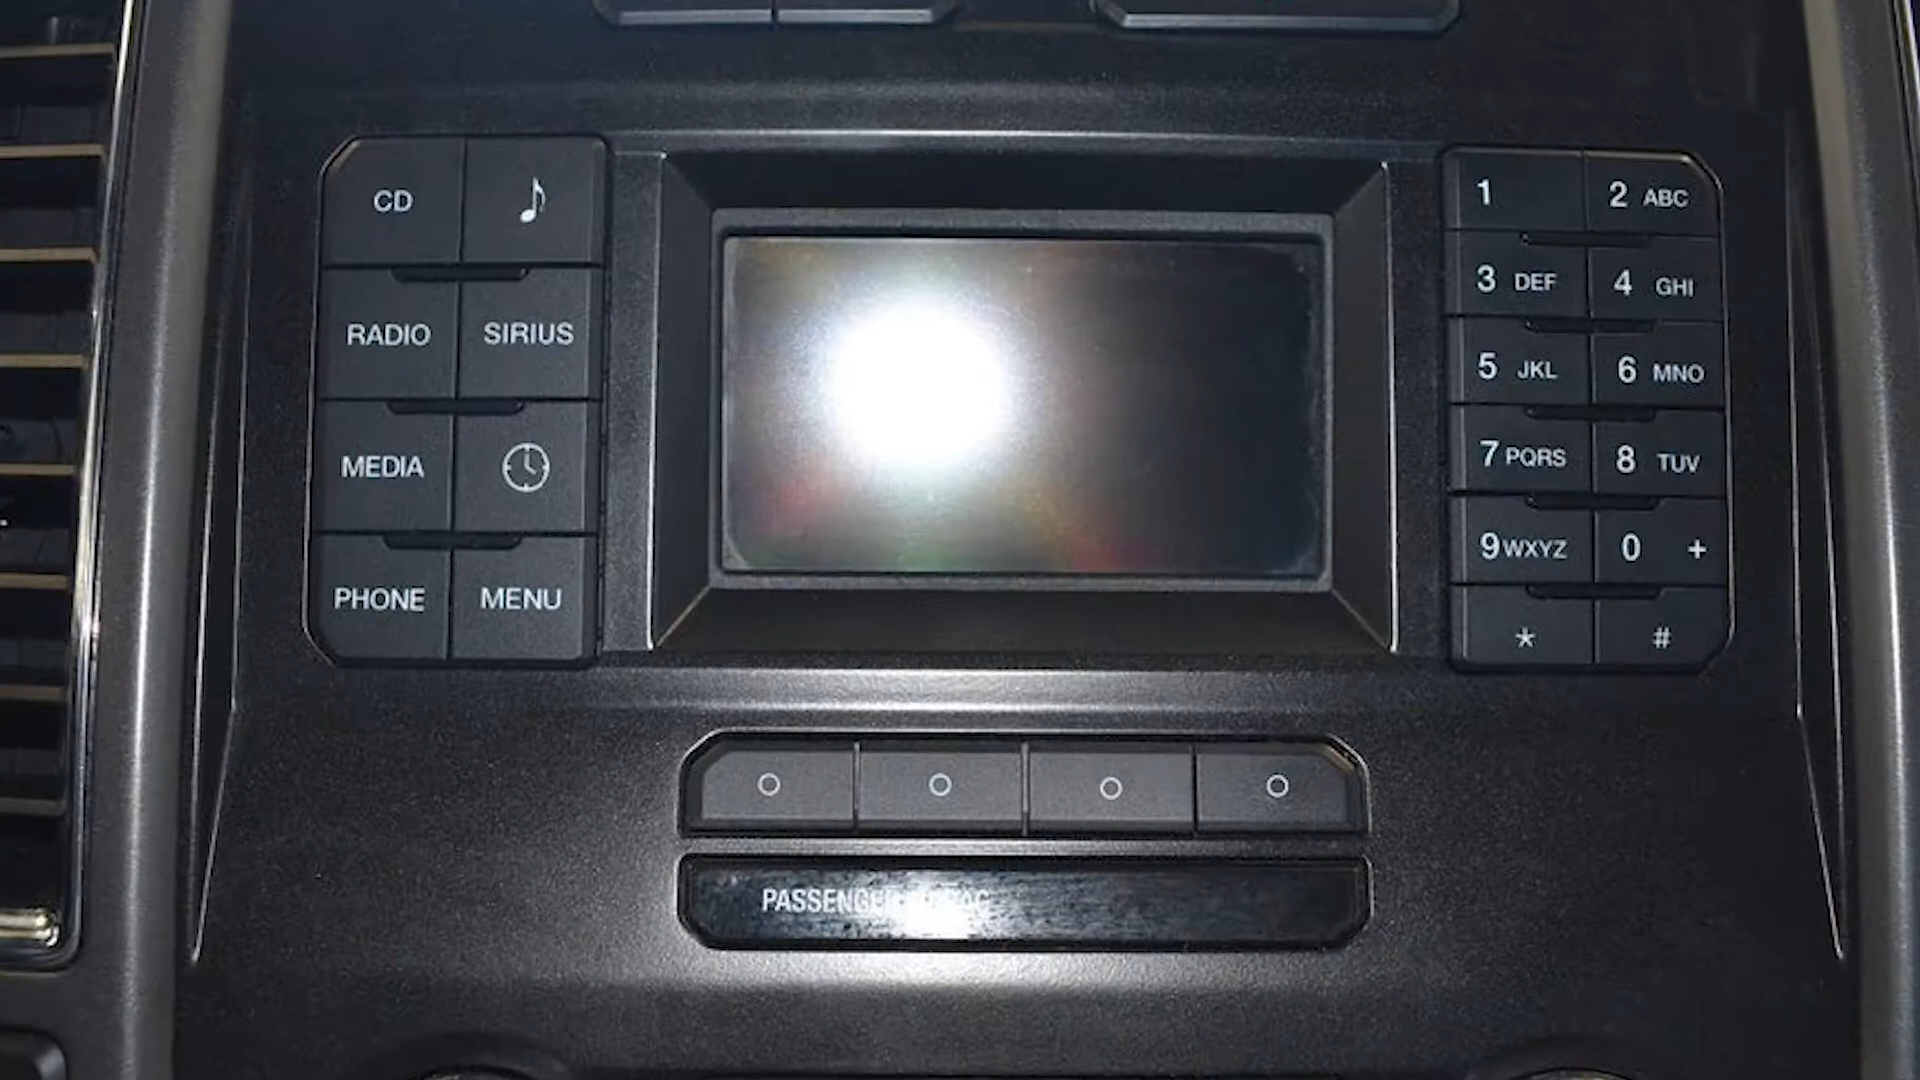 CD
RADIO SIRIUS
MEDIA
PHONE MENU
1 2 ABC
3 DEF 4 GHI
5 JKL 6 MNO
7 PQRS 8 TUV
9 WXYZ 0 +
* #
PASSENGER